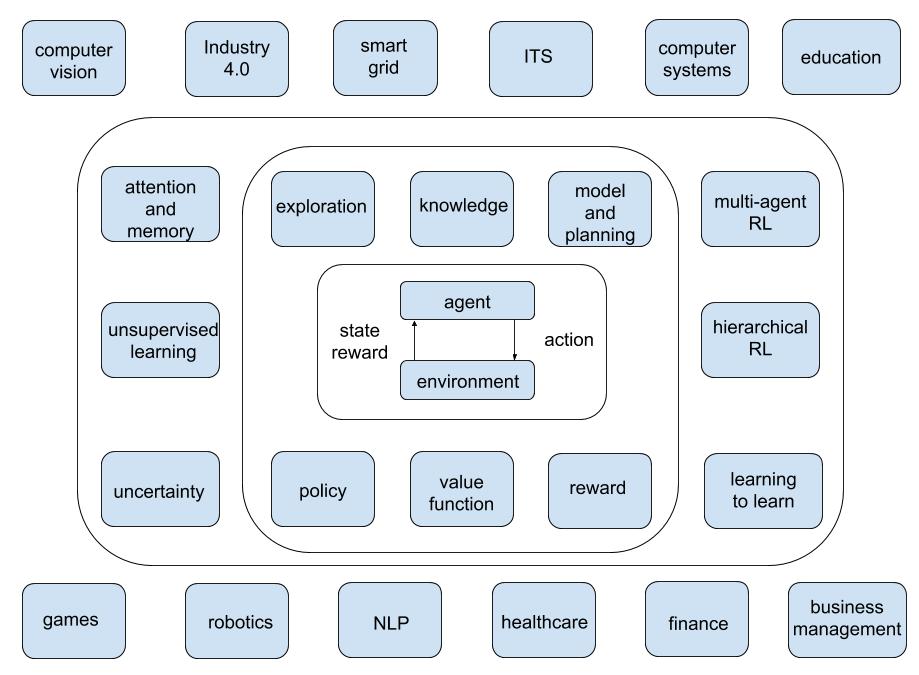 computer
vision
Industry
4.0
smart
grid
ITS
computer
systems
education
attention
and
memory
exploration
knowledge
model
and
planning
multi-agent
RL
agent
state
reward
action
environment
unsupervised
learning
hierarchical
RL
uncertainty
policy
value
function
reward
learning
to learn
games
robotics
NLP
healthcare
finance
business
management